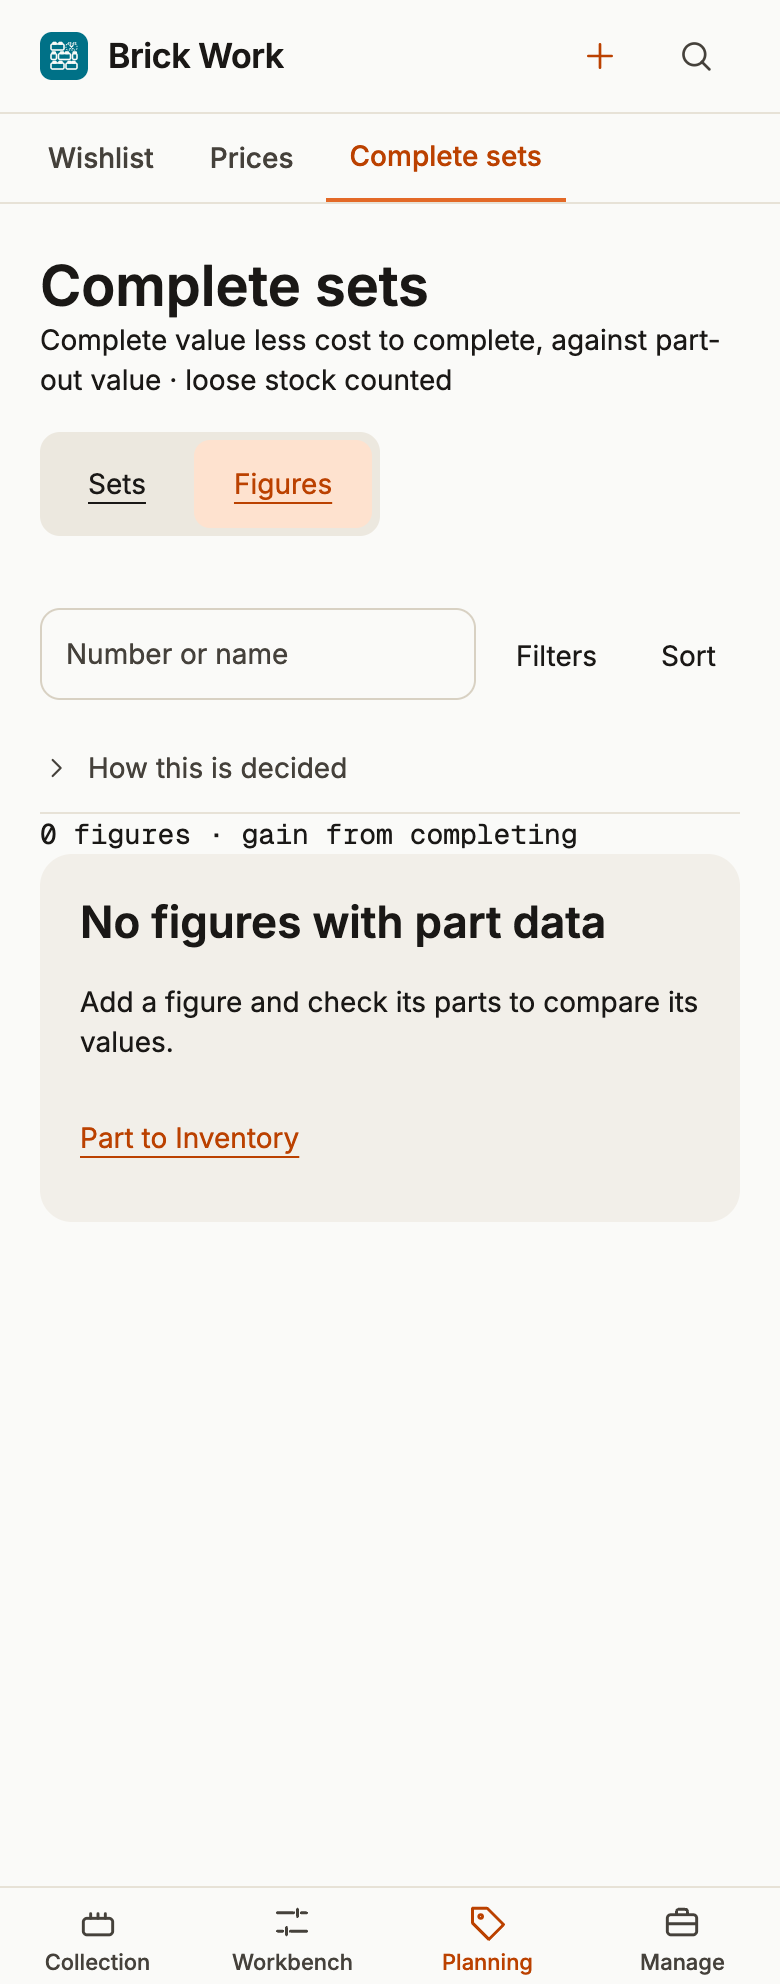 Brick Work
Wishlist
Prices
Complete sets
Complete sets
Complete value less cost to complete, against part-
out value · loose stock counted
Sets
Figures
Number or name
Filters
Sort
How this is decided
0 figures · gain from completing
No figures with part data
Add a figure and check its parts to compare its
values.
Part to Inventory
Collection
Workbench
Planning
Manage